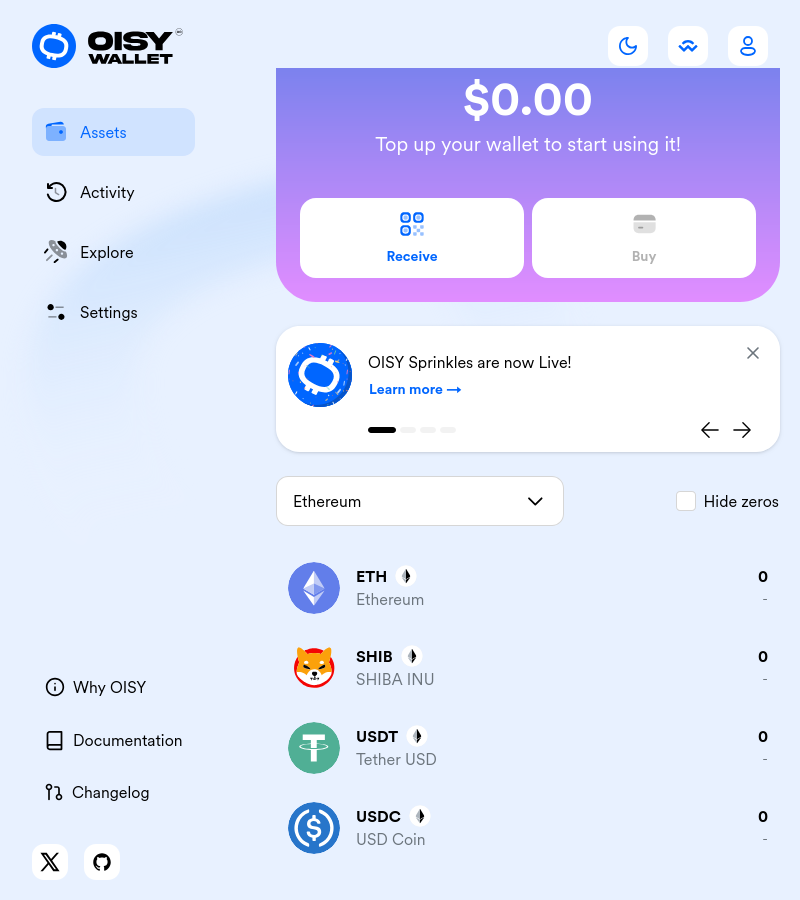 OISY
WALLET
Assets
Activity
Explore
Settings
Why OISY
Documentation
Changelog
$0.00
Top up your wallet to start using it!
Receive
Buy
OISY Sprinkles are now Live!
Learn more →
Ethereum
Hide zeros
ETH
0
Ethereum
-
SHIB
0
SHIBA INU
-
USDT
0
Tether USD
-
USDC
0
USD Coin
-